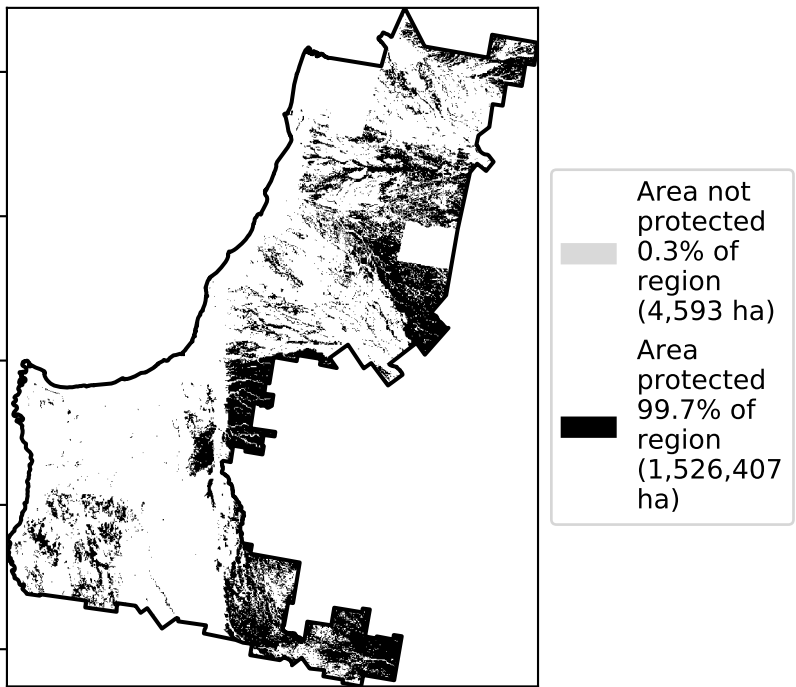 Area not
protected
0.3% of
region
(4,593 ha)
Area
protected
99.7% of
region
(1,526,407
ha)